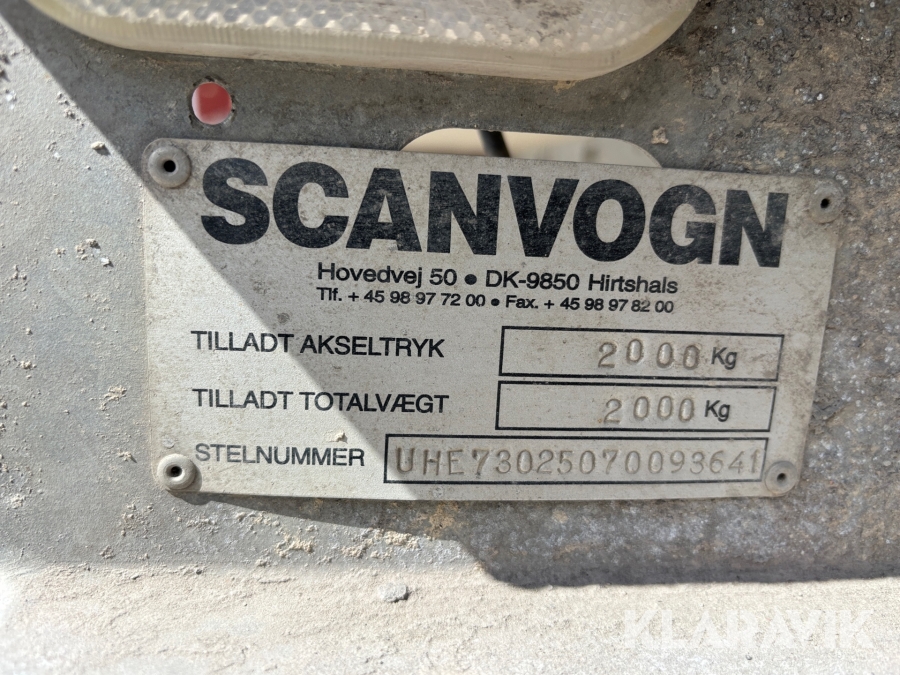 SCANVOGN
Hovedvej 50 • DK-9850 Hirtshals
Tlf. + 45 98 97 72 00 • Fax. + 45 98 97 82 00
TILLADT AKSELTRYK 2000 Kg
TILLADT TOTALVÆGT 2000 Kg
STELNUMMER UHE73025070093641
KLARAVIK